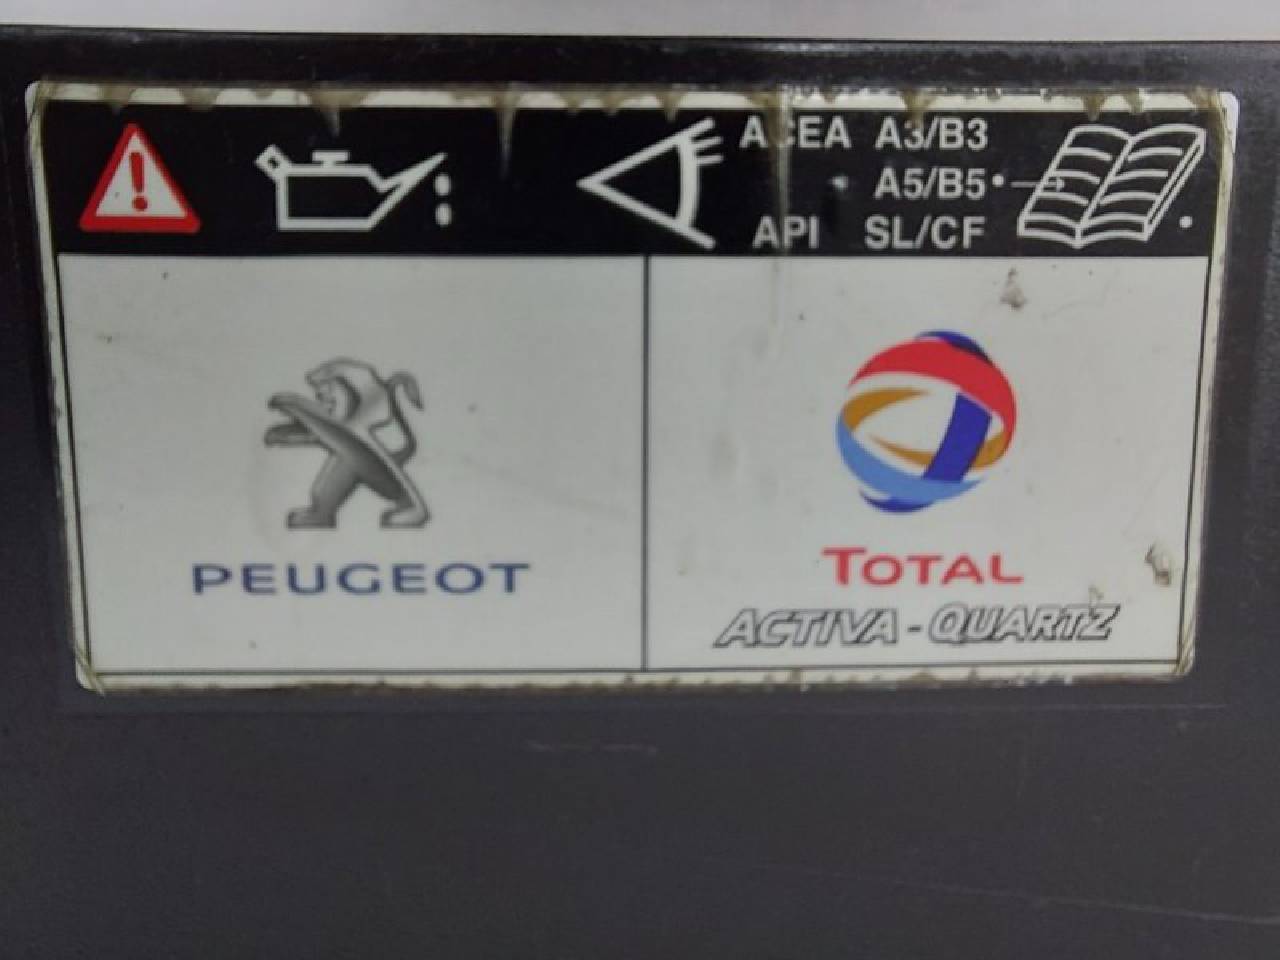 ACEA A3/B3
A5/B5
API SL/CF
PEUGEOT
TOTAL
ACTIVA - QUARTZ